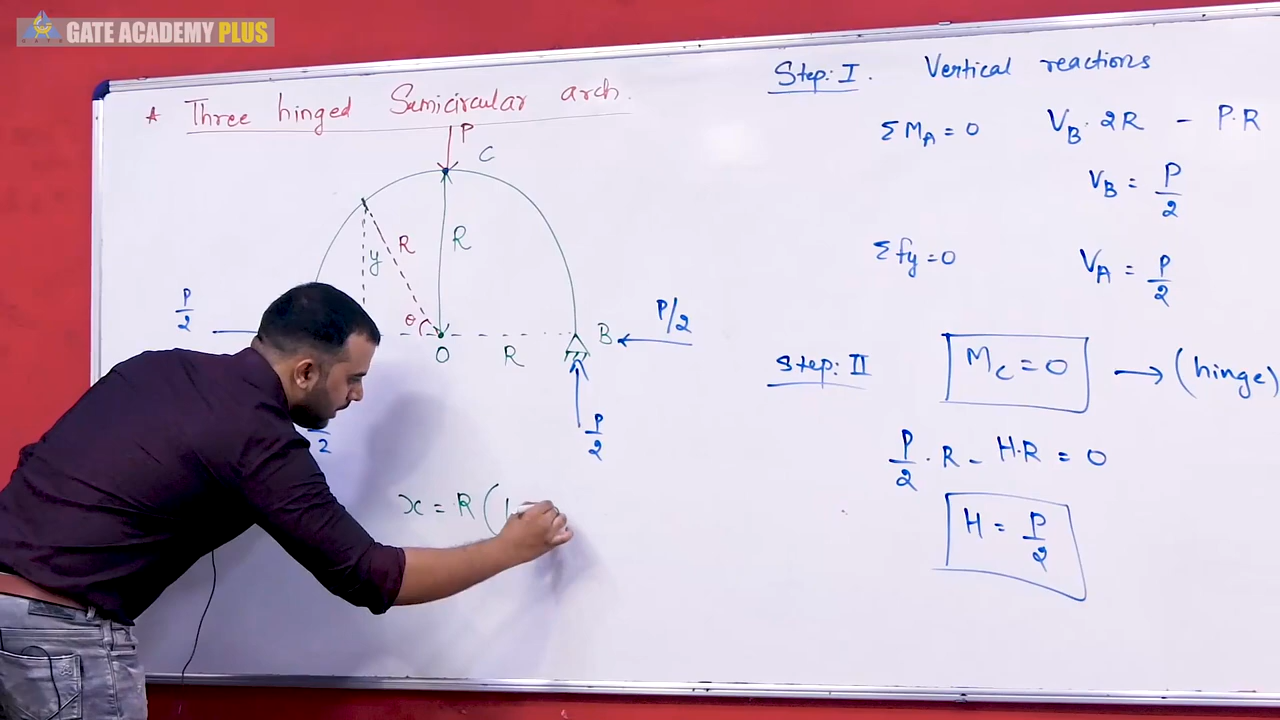 GATE ACADEMY PLUS
* Three hinged Semicircular arch.
P
C
R
R
y
θ
P/2
O
R
B
P/2
2
P/2
x = R (1
Step: I. Vertical reactions
ΣM_A = 0 V_B · 2R - P·R
V_B = P/2
Σfy = 0 V_A = P/2
Step: II M_C = 0 → (hinge)
P/2 · R - H·R = 0
H = P/2